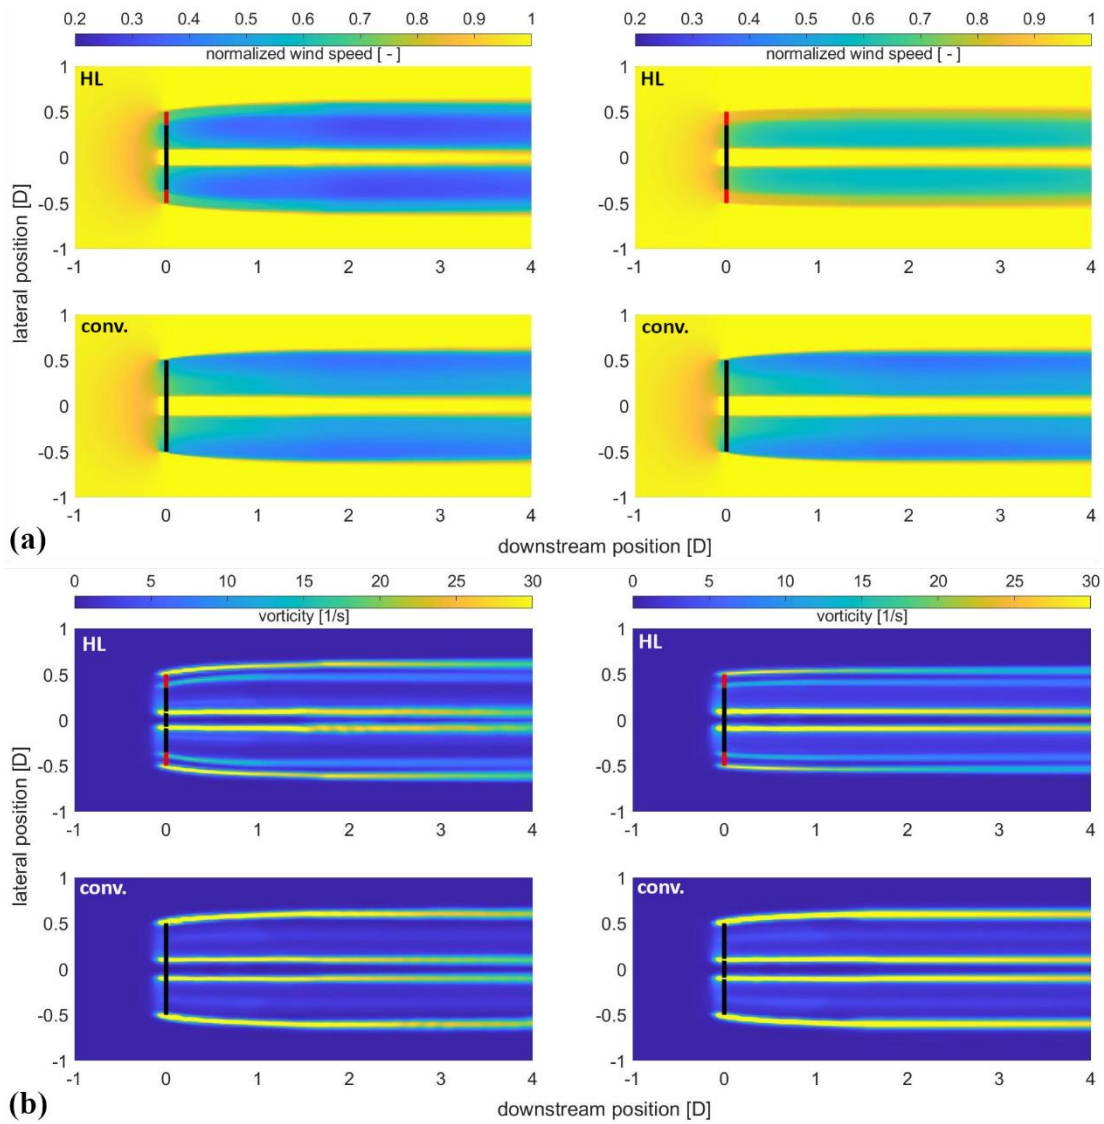 0.2 0.3 0.4 0.5 0.6 0.7 0.8 0.9 1 0.2 0.3 0.4 0.5 0.6 0.7 0.8 0.9 1
normalized wind speed [ - ] normalized wind speed [ - ]
1 HL 1 HL
0.5 0.5
0 0
-0.5 -0.5
-1 -1
-1 0 1 2 3 4 -1 0 1 2 3 4
lateral position [D]
1 conv. 1 conv.
0.5 0.5
0 0
-0.5 -0.5
-1 -1
-1 0 1 2 3 4 -1 0 1 2 3 4
(a)
downstream position [D]
0 5 10 15 20 25 30 0 5 10 15 20 25 30
vorticity [1/s] vorticity [1/s]
1 HL 1 HL
0.5 0.5
0 0
-0.5 -0.5
-1 -1
-1 0 1 2 3 4 -1 0 1 2 3 4
lateral position [D]
1 conv. 1 conv.
0.5 0.5
0 0
-0.5 -0.5
-1 -1
-1 0 1 2 3 4 -1 0 1 2 3 4
(b)
downstream position [D]